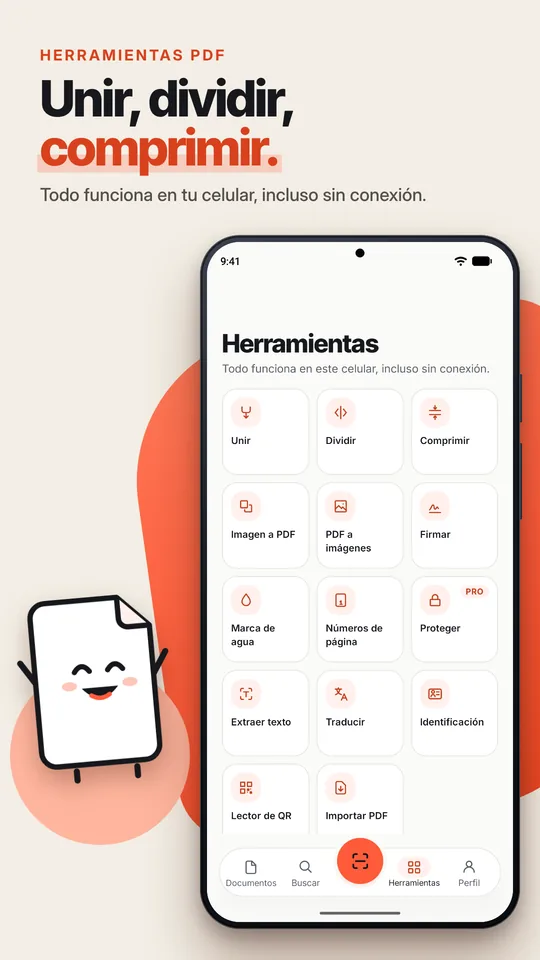 HERRAMIENTAS PDF
Unir, dividir,
comprimir.
Todo funciona en tu celular, incluso sin conexión.
9:41
Herramientas
Todo funciona en este celular, incluso sin conexión.
Unir
Dividir
Comprimir
Imagen a PDF
PDF a
imágenes
Firmar
Marca de
agua
Números de
página
PRO
Proteger
Extraer texto
Traducir
Identificación
Lector de QR
Importar PDF
Documentos
Buscar
Herramientas
Perfil